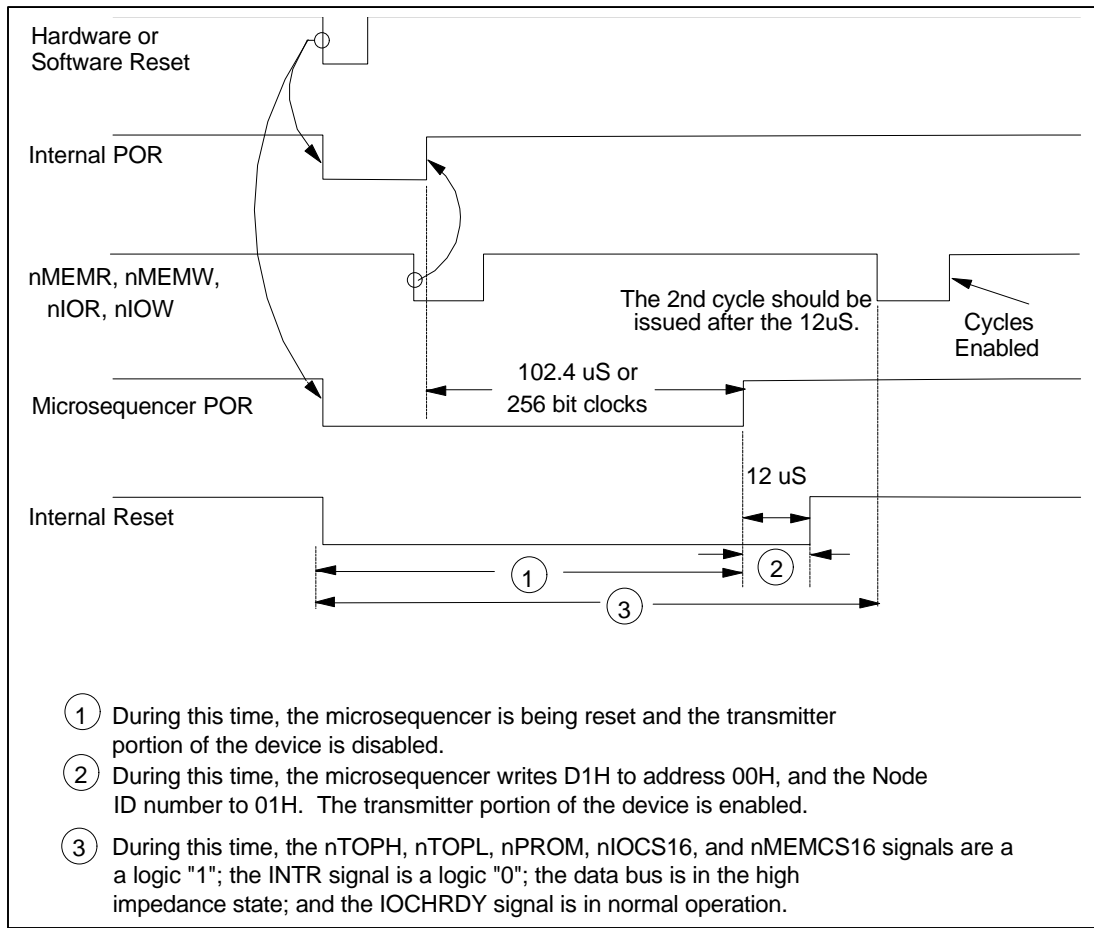 Hardware or
Software Reset
Internal POR
nMEMR, nMEMW,
nIOR, nIOW
The 2nd cycle should be
issued after the 12uS.
Cycles
Enabled
102.4 uS or
256 bit clocks
Microsequencer POR
12 uS
Internal Reset
1
2
3
1 During this time, the microsequencer is being reset and the transmitter
portion of the device is disabled.
2 During this time, the microsequencer writes D1H to address 00H, and the Node
ID number to 01H. The transmitter portion of the device is enabled.
3 During this time, the nTOPH, nTOPL, nPROM, nIOCS16, and nMEMCS16 signals are a
a logic "1"; the INTR signal is a logic "0"; the data bus is in the high
impedance state; and the IOCHRDY signal is in normal operation.